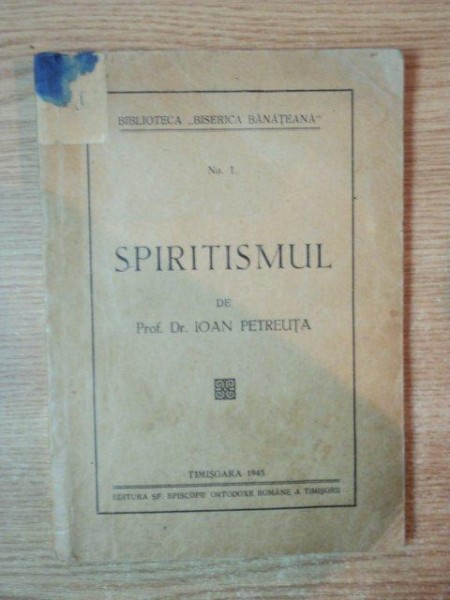 BIBLIOTECA „BISERICA BĂNĂȚEANĂ"
No. 1.
SPIRITISMUL
DE
Prof. Dr. IOAN PETREUȚA
TIMIȘOARA 1945
EDITURA SF. EPISCOPII ORTODOXE ROMÂNE A TIMIȘORII